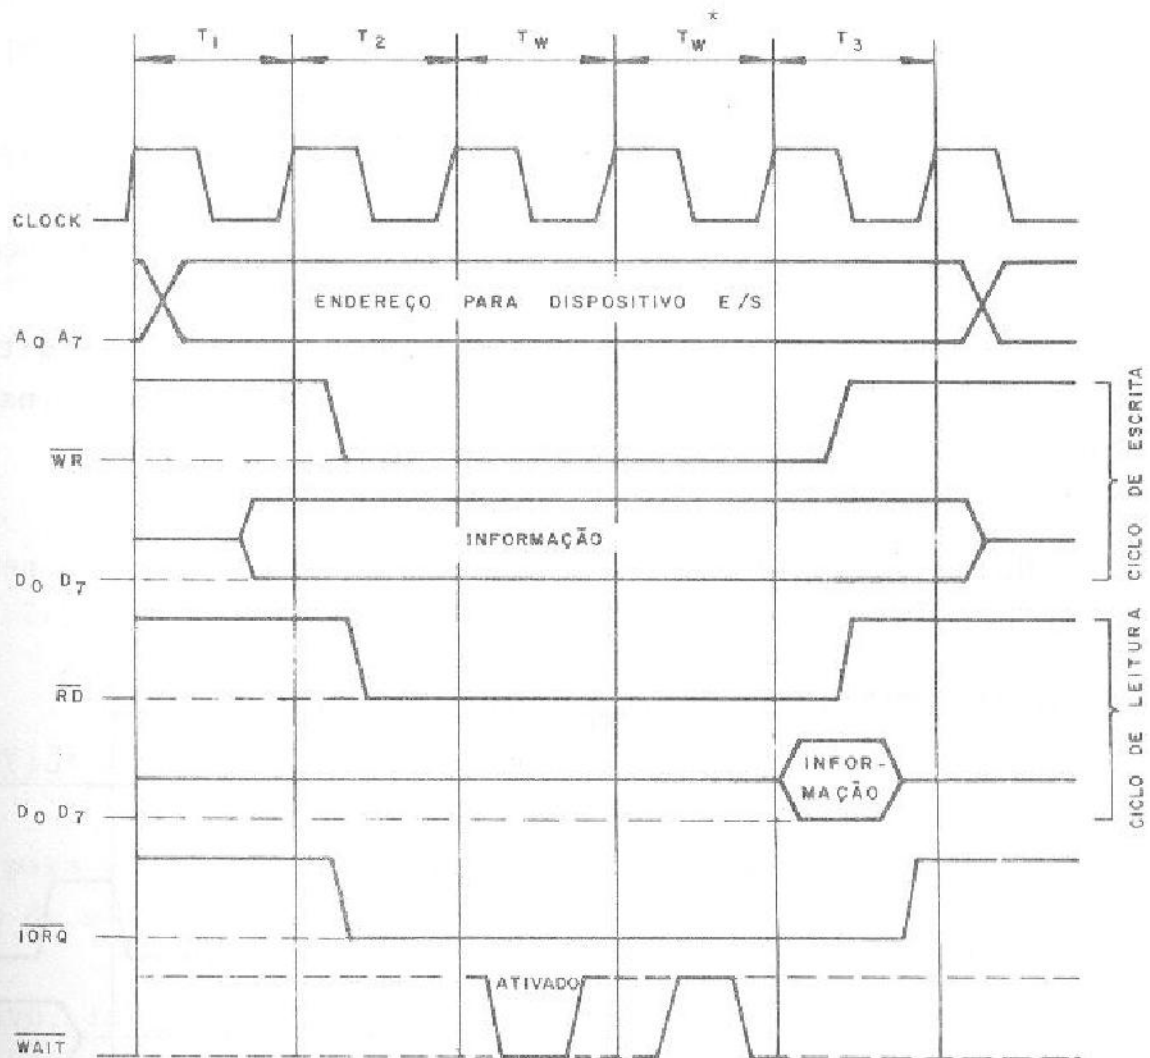 T1 T2 TW TW* T3
CLOCK
ENDEREÇO PARA DISPOSITIVO E/S
A0 A7
WR
INFORMAÇÃO
D0 D7
CICLO DE ESCRITA
RD
INFOR-
MAÇÃO
D0 D7
CICLO DE LEITURA
IORQ
ATIVADO
WAIT